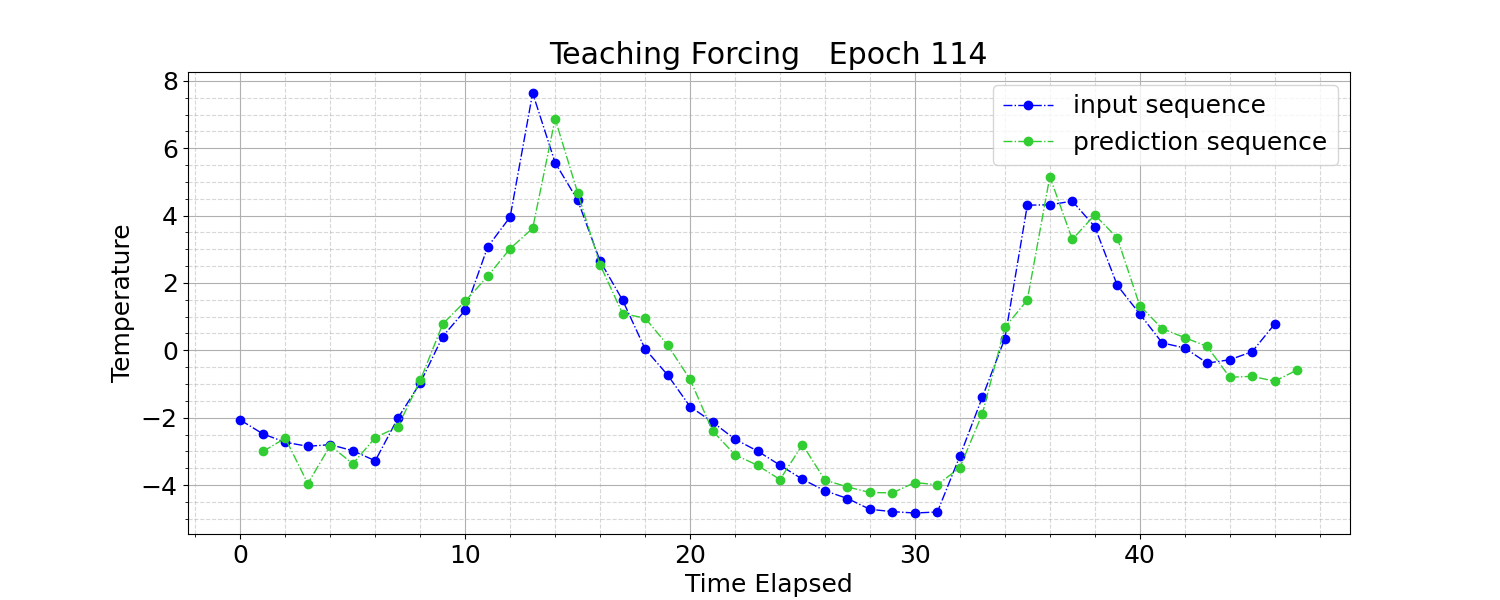 Teaching Forcing   Epoch 114
8
6
4
2
0
−2
−4
Temperature
input sequence
prediction sequence
0 10 20 30 40
Time Elapsed